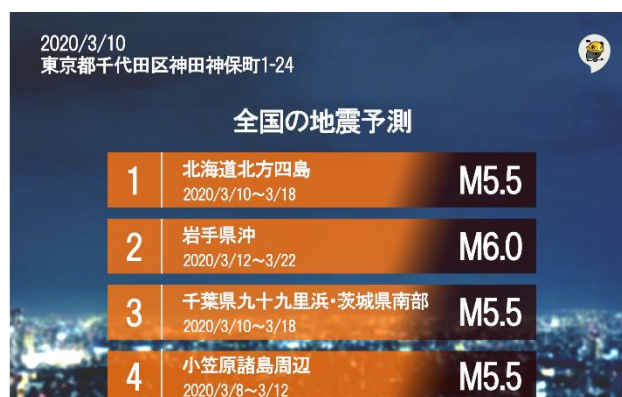 2020/3/10
東京都千代田区神田神保町1-24
全国の地震予測
1
北海道北方四島
2020/3/10~3/18
M5.5
2
岩手県沖
2020/3/12~3/22
M6.0
3
千葉県九十九里浜・茨城県南部
2020/3/10~3/18
M5.5
4
小笠原諸島周辺
2020/3/8~3/12
M5.5